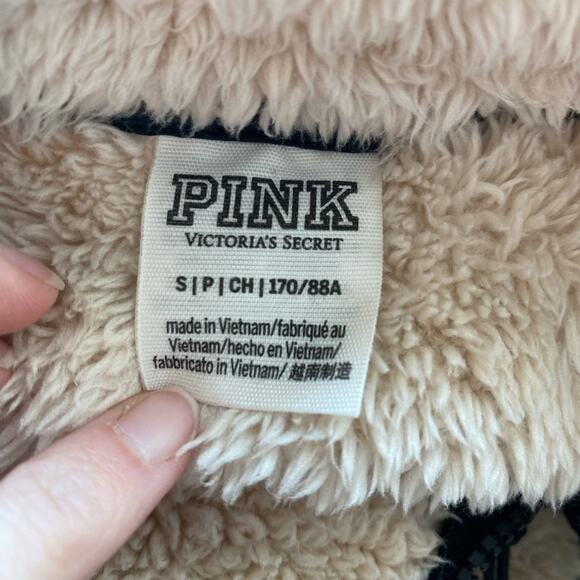 PINK
VICTORIA'S SECRET
S|P|CH|170/88A
made in Vietnam/fabriqué au
Vietnam/hecho en Vietnam/
fabbricato in Vietnam/越南制造